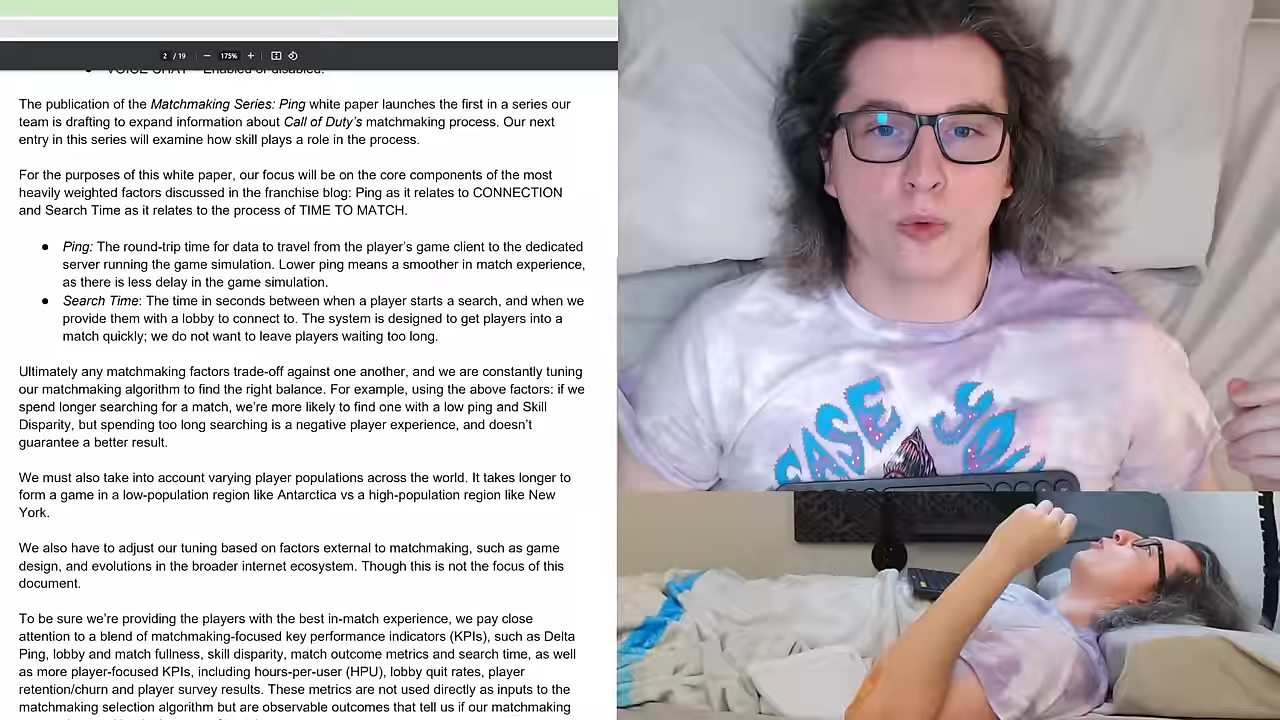 2 / 19 − 175% +
VOICE CHAT – Enabled or disabled.
The publication of the Matchmaking Series: Ping white paper launches the first in a series our
team is drafting to expand information about Call of Duty's matchmaking process. Our next
entry in this series will examine how skill plays a role in the process.
For the purposes of this white paper, our focus will be on the core components of the most
heavily weighted factors discussed in the franchise blog: Ping as it relates to CONNECTION
and Search Time as it relates to the process of TIME TO MATCH.
● Ping: The round-trip time for data to travel from the player's game client to the dedicated
server running the game simulation. Lower ping means a smoother in match experience,
as there is less delay in the game simulation.
● Search Time: The time in seconds between when a player starts a search, and when we
provide them with a lobby to connect to. The system is designed to get players into a
match quickly; we do not want to leave players waiting too long.
Ultimately any matchmaking factors trade-off against one another, and we are constantly tuning
our matchmaking algorithm to find the right balance. For example, using the above factors: if we
spend longer searching for a match, we're more likely to find one with a low ping and Skill
Disparity, but spending too long searching is a negative player experience, and doesn't
guarantee a better result.
We must also take into account varying player populations across the world. It takes longer to
form a game in a low-population region like Antarctica vs a high-population region like New
York.
We also have to adjust our tuning based on factors external to matchmaking, such as game
design, and evolutions in the broader internet ecosystem. Though this is not the focus of this
document.
To be sure we're providing the players with the best in-match experience, we pay close
attention to a blend of matchmaking-focused key performance indicators (KPIs), such as Delta
Ping, lobby and match fullness, skill disparity, match outcome metrics and search time, as well
as more player-focused KPIs, including hours-per-user (HPU), lobby quit rates, player
retention/churn and player survey results. These metrics are not used directly as inputs to the
matchmaking selection algorithm but are observable outcomes that tell us if our matchmaking